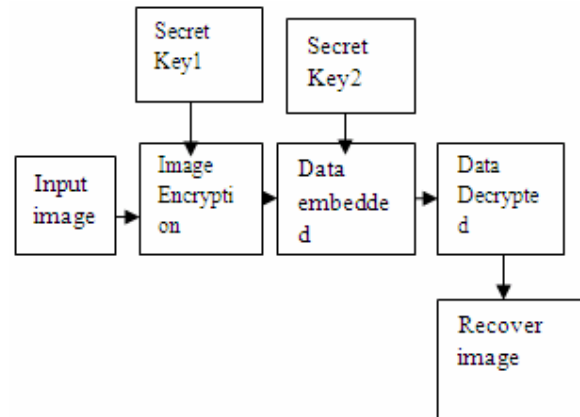 Secret
Key1
Secret
Key2
Input
image
Image
Encrypti
on
Data
embedde
d
Data
Decrypte
d
Recover
image